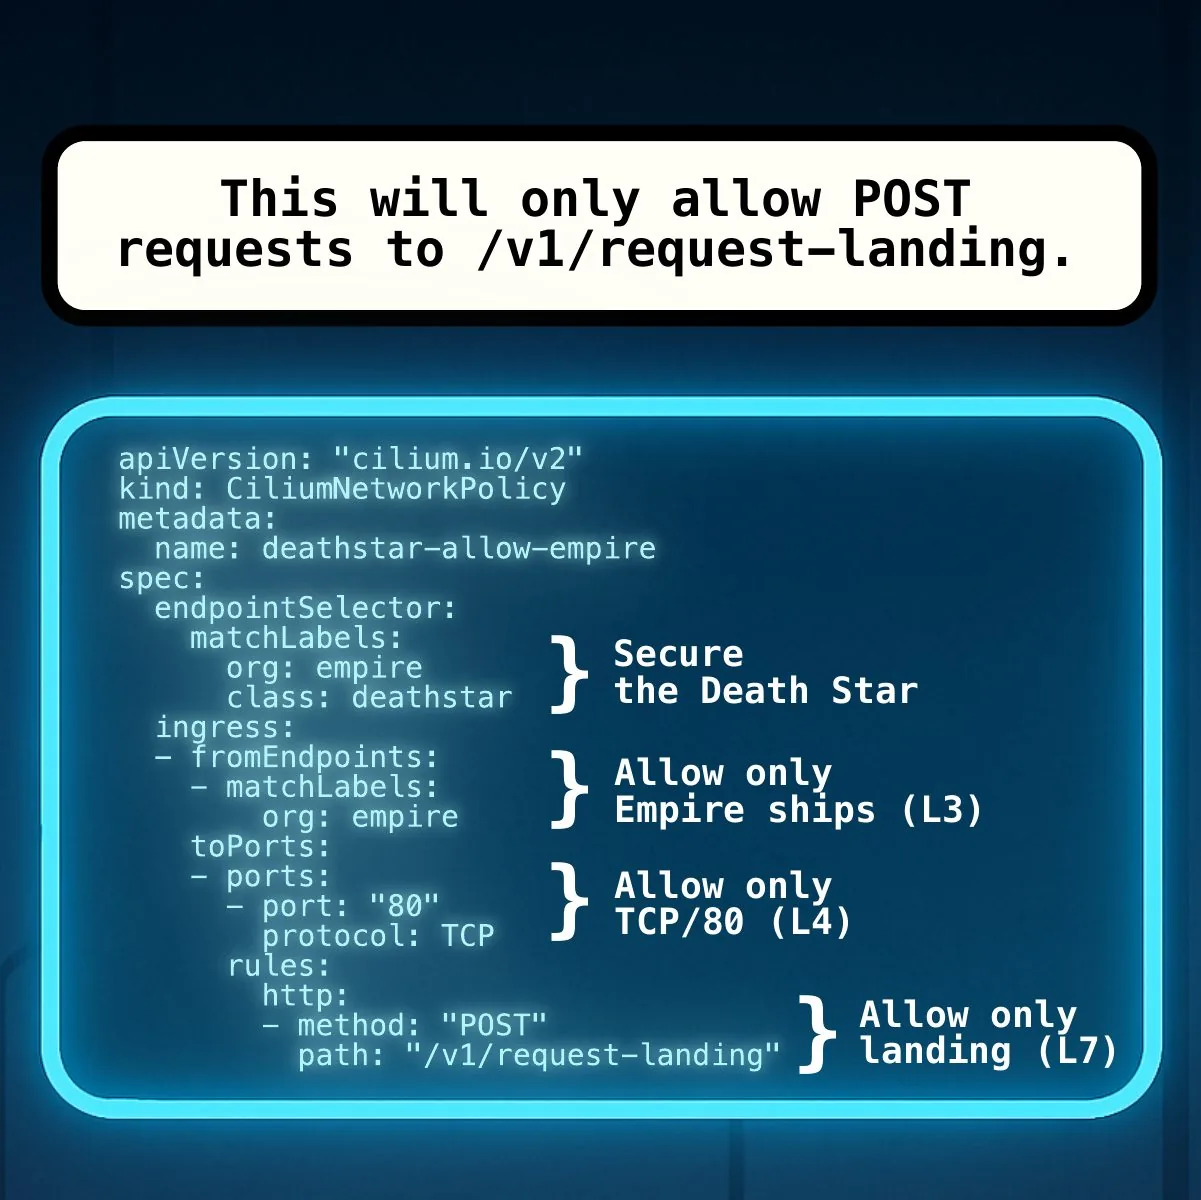 This will only allow POST
requests to /v1/request-landing.
apiVersion: "cilium.io/v2"
kind: CiliumNetworkPolicy
metadata:
  name: deathstar-allow-empire
spec:
  endpointSelector:
    matchLabels:
      org: empire
      class: deathstar
} Secure
the Death Star
  ingress:
  - fromEndpoints:
    - matchLabels:
        org: empire
} Allow only
Empire ships (L3)
    toPorts:
    - ports:
      - port: "80"
        protocol: TCP
} Allow only
TCP/80 (L4)
      rules:
        http:
        - method: "POST"
          path: "/v1/request-landing"
} Allow only
landing (L7)